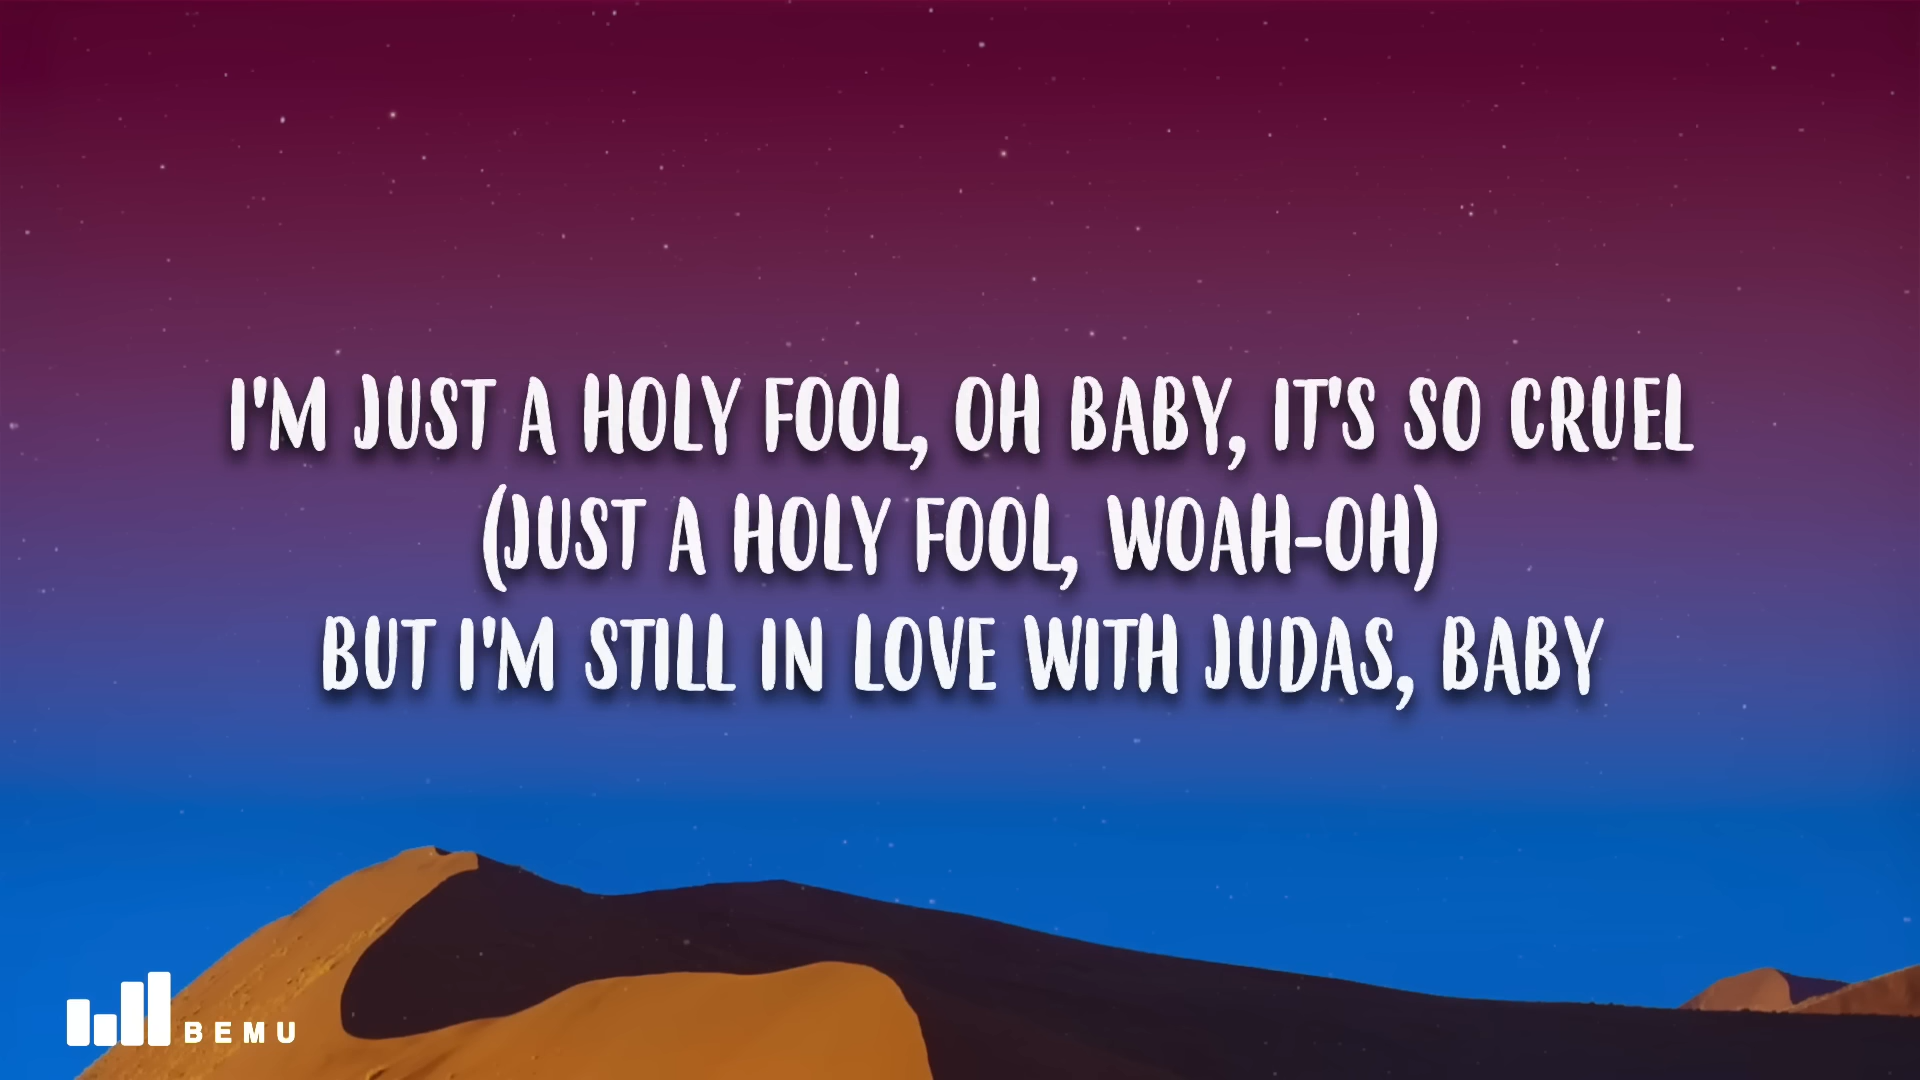 I'M JUST A HOLY FOOL, OH BABY, IT'S SO CRUEL
(JUST A HOLY FOOL, WOAH-OH)
BUT I'M STILL IN LOVE WITH JUDAS, BABY
BEMU